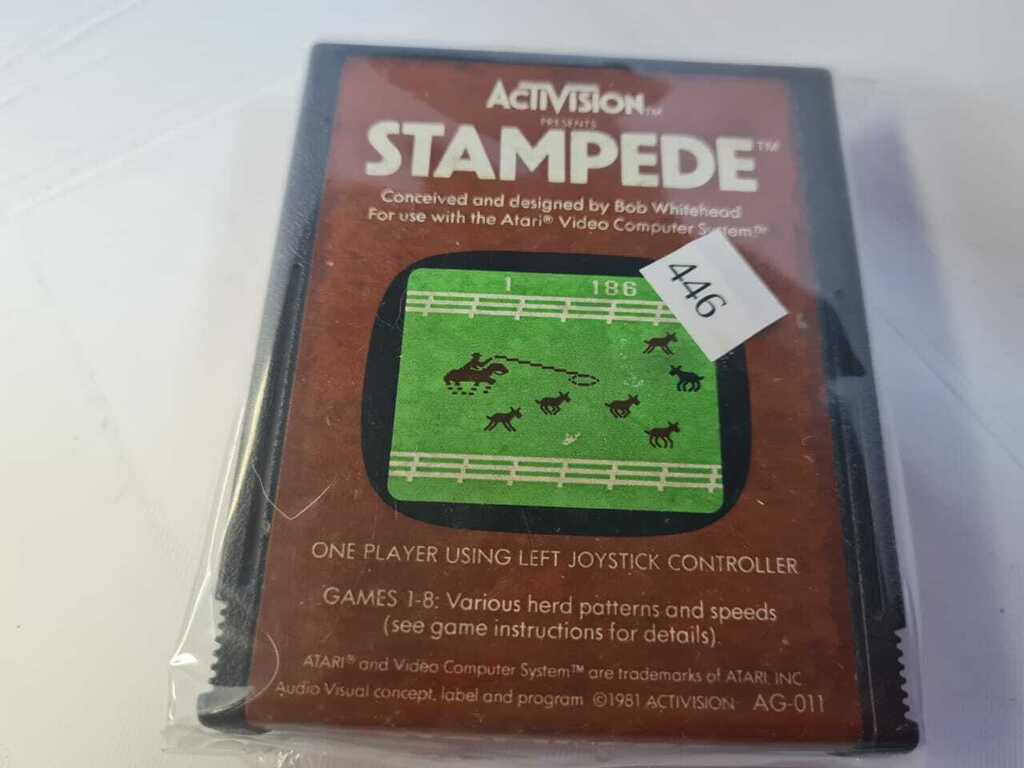 ACTIVISION™
PRESENTS
STAMPEDE™
Conceived and designed by Bob Whitehead
For use with the Atari® Video Computer System™
446
1 186
ONE PLAYER USING LEFT JOYSTICK CONTROLLER
GAMES 1-8: Various herd patterns and speeds
(see game instructions for details).
ATARI® and Video Computer System™ are trademarks of ATARI, INC.
Audio Visual concept, label and program ©1981 ACTIVISION AG-011